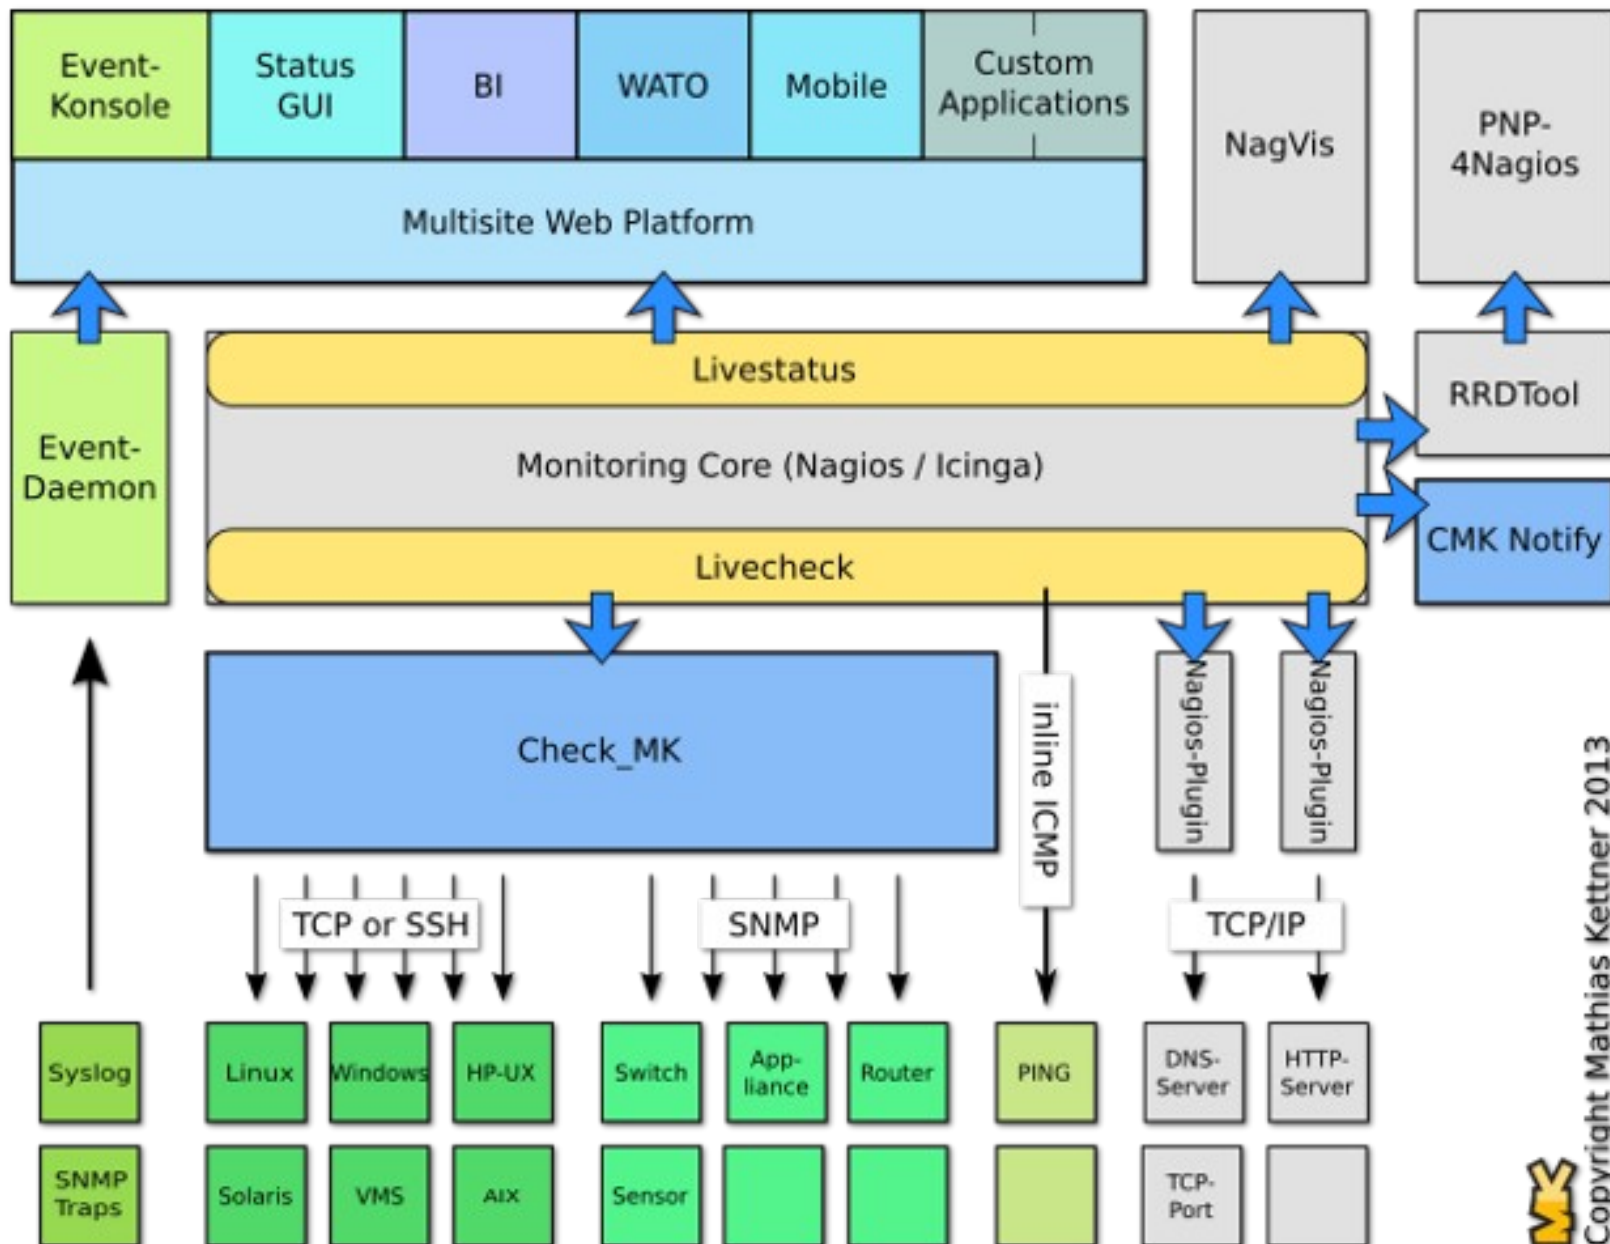 Event-
Konsole
Status
GUI
BI
WATO
Mobile
Custom
Applications
NagVis
PNP-
4Nagios
Multisite Web Platform
Livestatus
RRDTool
Event-
Daemon
Monitoring Core (Nagios / Icinga)
CMK Notify
Livecheck
Check_MK
inline ICMP
Nagios-Plugin
Nagios-Plugin
TCP or SSH
SNMP
TCP/IP
Syslog
Linux
Windows
HP-UX
Switch
App-
liance
Router
PING
DNS-
Server
HTTP-
Server
SNMP
Traps
Solaris
VMS
AIX
Sensor
TCP-
Port
MK
Copyright Mathias Kettner 2013